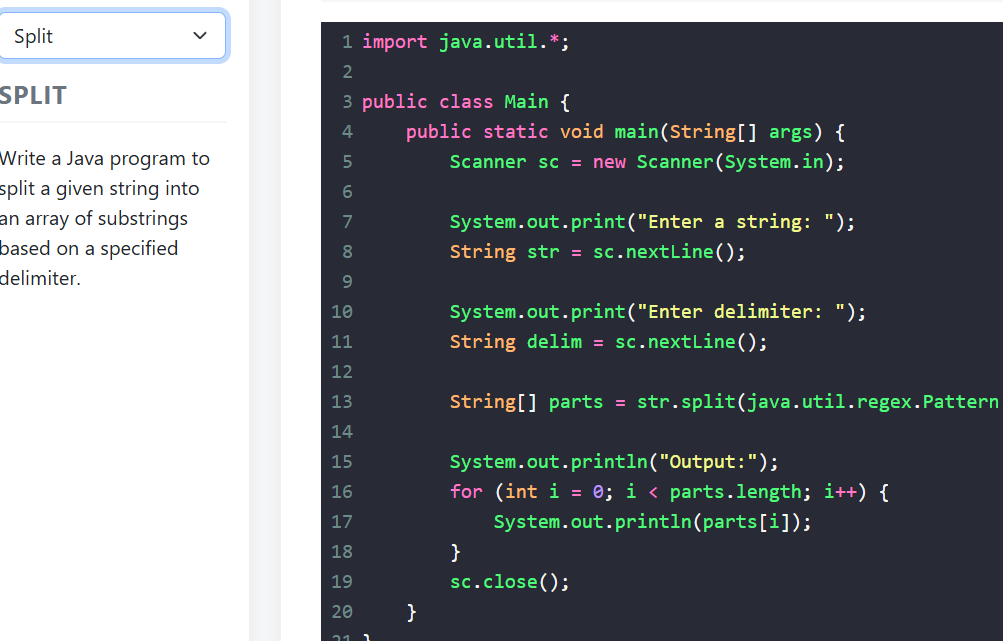 Split
SPLIT
Write a Java program to
split a given string into
an array of substrings
based on a specified
delimiter.
1 import java.util.*;
2
3 public class Main {
4     public static void main(String[] args) {
5         Scanner sc = new Scanner(System.in);
6
7         System.out.print("Enter a string: ");
8         String str = sc.nextLine();
9
10         System.out.print("Enter delimiter: ");
11         String delim = sc.nextLine();
12
13         String[] parts = str.split(java.util.regex.Pattern
14
15         System.out.println("Output:");
16         for (int i = 0; i < parts.length; i++) {
17             System.out.println(parts[i]);
18         }
19         sc.close();
20     }
21 }